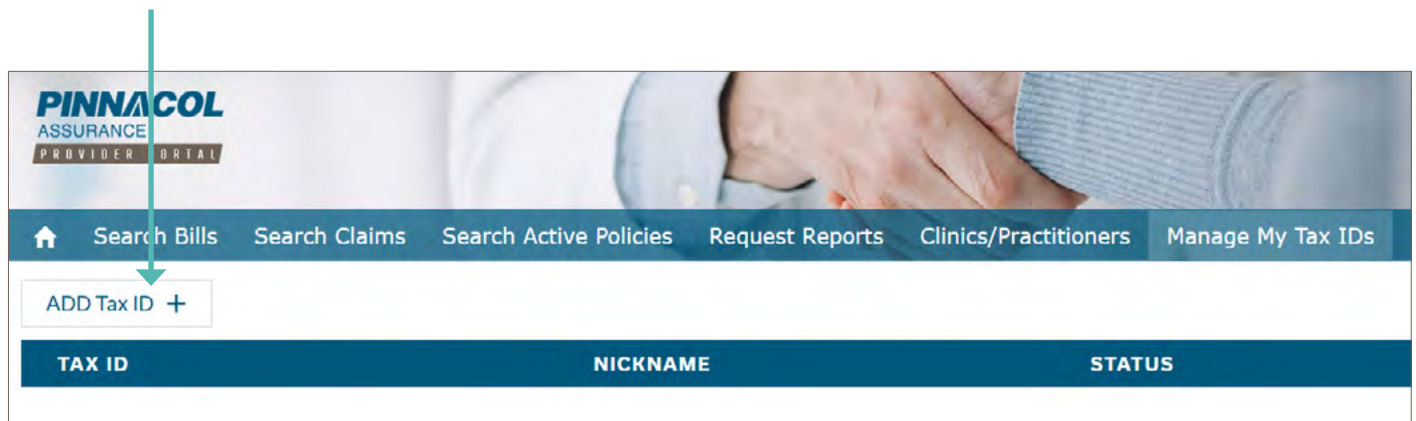 PINNACOL
ASSURANCE
PROVIDER PORTAL
Search Bills Search Claims Search Active Policies Request Reports Clinics/Practitioners Manage My Tax IDs
ADD Tax ID +
TAX ID NICKNAME STATUS